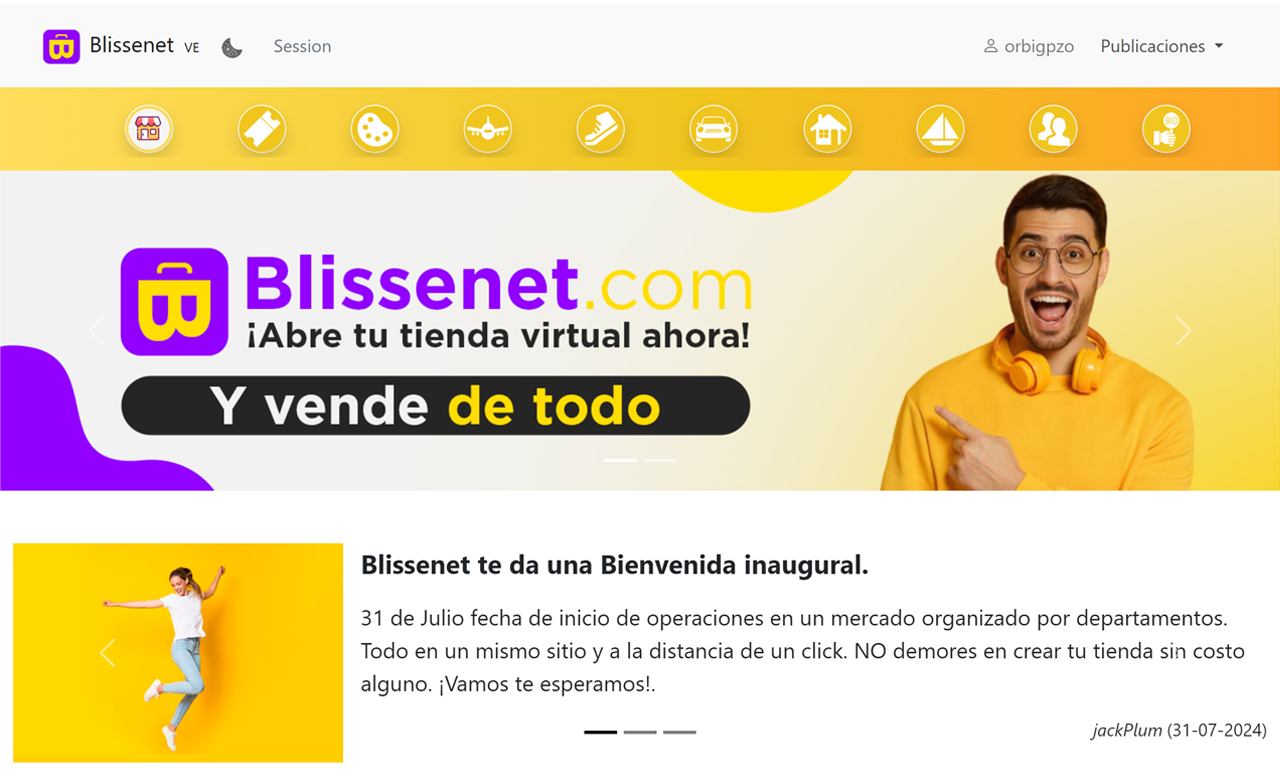 Blissenet VE Session orbigpzo Publicaciones
BID
Blissenet.com
¡Abre tu tienda virtual ahora!
Y vende de todo
Blissenet te da una Bienvenida inaugural.
31 de Julio fecha de inicio de operaciones en un mercado organizado por departamentos.
Todo en un mismo sitio y a la distancia de un click. NO demores en crear tu tienda sin costo
alguno. ¡Vamos te esperamos!.
jackPlum (31-07-2024)